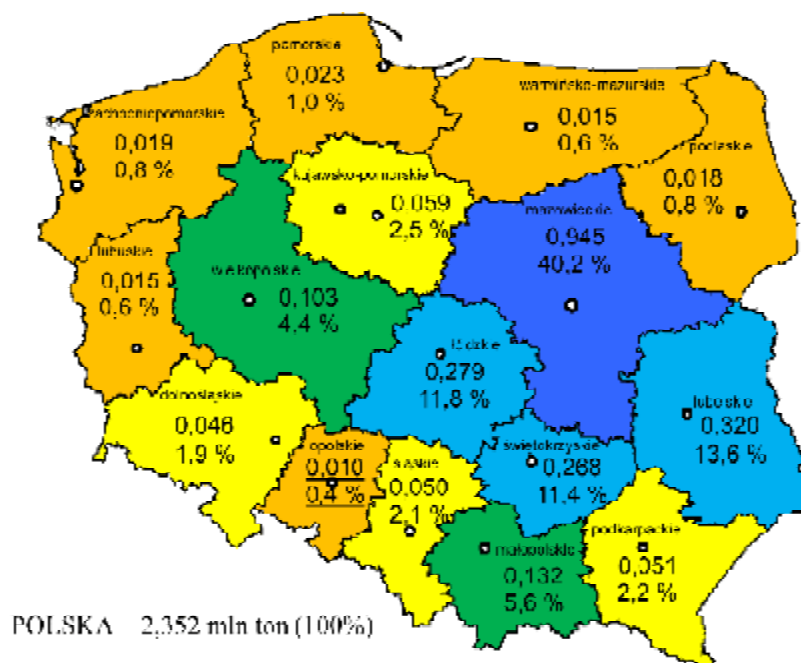 pomorskie
0,023
1,0 %
warmińsko-mazurskie
0,015
0,6 %
zachodniopomorskie
0,019
0,8 %
podlaskie
0,018
0,8 %
kujawsko-pomorskie
0,059
2,5 %
mazowieckie
0,945
40,2 %
lubuskie
0,015
0,6 %
wielkopolskie
0,103
4,4 %
łódzkie
0,279
11,8 %
lubelskie
0,320
13,6 %
dolnośląskie
0,046
1,9 %
opolskie
0,010
0,4 %
śląskie
0,050
2,1 %
świętokrzyskie
0,268
11,4 %
małopolskie
0,132
5,6 %
podkarpackie
0,051
2,2 %
POLSKA 2,352 mln ton (100%)